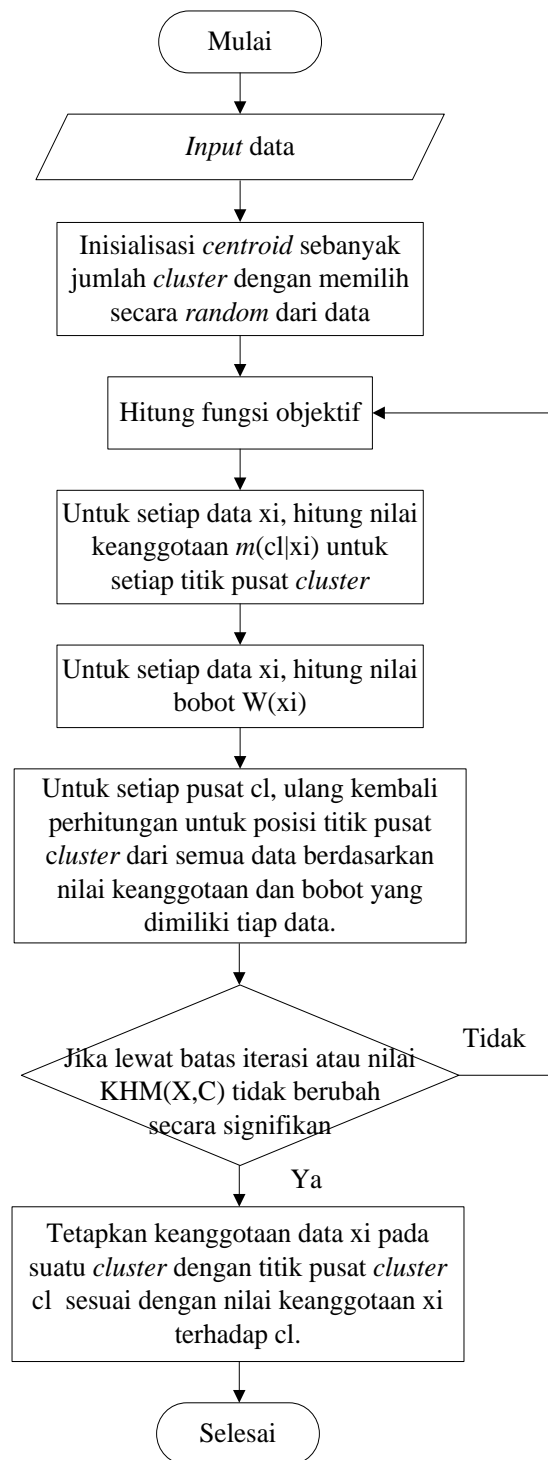 Mulai
Input data
Inisialisasi centroid sebanyak
jumlah cluster dengan memilih
secara random dari data
Hitung fungsi objektif
Untuk setiap data xi, hitung nilai
keanggotaan m(cl|xi) untuk
setiap titik pusat cluster
Untuk setiap data xi, hitung nilai
bobot W(xi)
Untuk setiap pusat cl, ulang kembali
perhitungan untuk posisi titik pusat
cluster dari semua data berdasarkan
nilai keanggotaan dan bobot yang
dimiliki tiap data.
Tidak
Jika lewat batas iterasi atau nilai
KHM(X,C) tidak berubah
secara signifikan
Ya
Tetapkan keanggotaan data xi pada
suatu cluster dengan titik pusat cluster
cl sesuai dengan nilai keanggotaan xi
terhadap cl.
Selesai